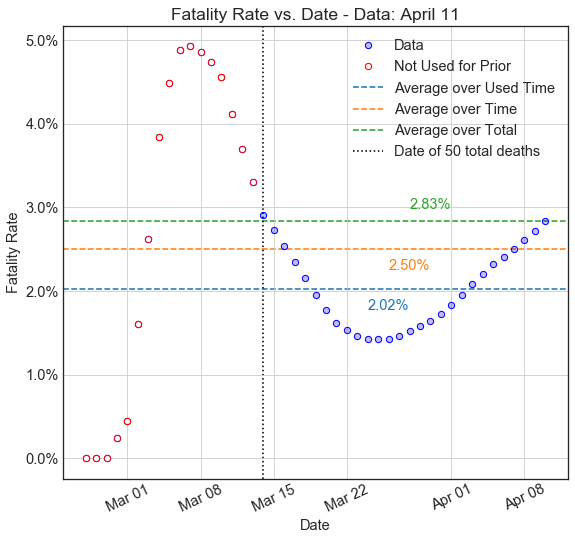 Fatality Rate vs. Date - Data: April 11
5.0%
4.0%
3.0%
2.0%
1.0%
0.0%
Fatality Rate
Data
Not Used for Prior
Average over Used Time
Average over Time
Average over Total
Date of 50 total deaths
2.83%
2.50%
2.02%
Mar 01
Mar 08
Mar 15
Mar 22
Apr 01
Apr 08
Date